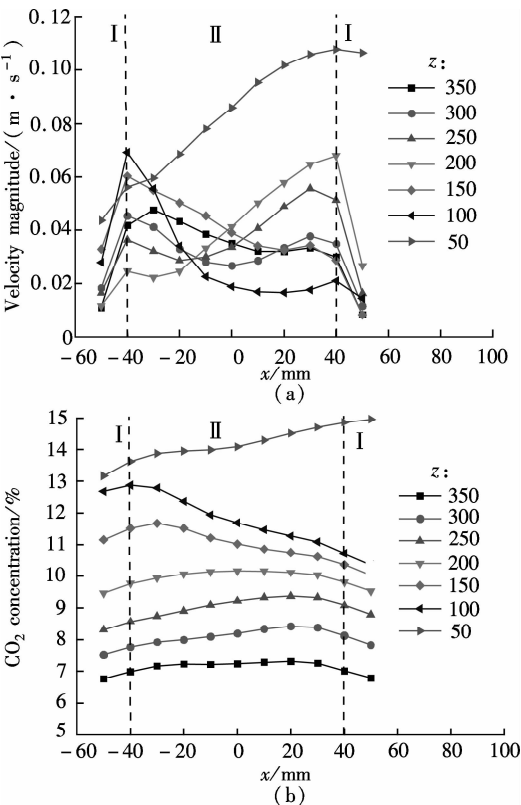 0.12
0.10
0.08
0.06
0.04
0.02
0
Velocity magnitude/(m·s⁻¹)
I
II
I
z:
350
300
250
200
150
100
50
−60 −40 −20 0 20 40 60 80 100
x/mm
(a)
15
14
13
12
11
10
9
8
7
6
5
CO₂ concentration/%
I
II
I
z:
350
300
250
200
150
100
50
−60 −40 −20 0 20 40 60 80 100
x/mm
(b)